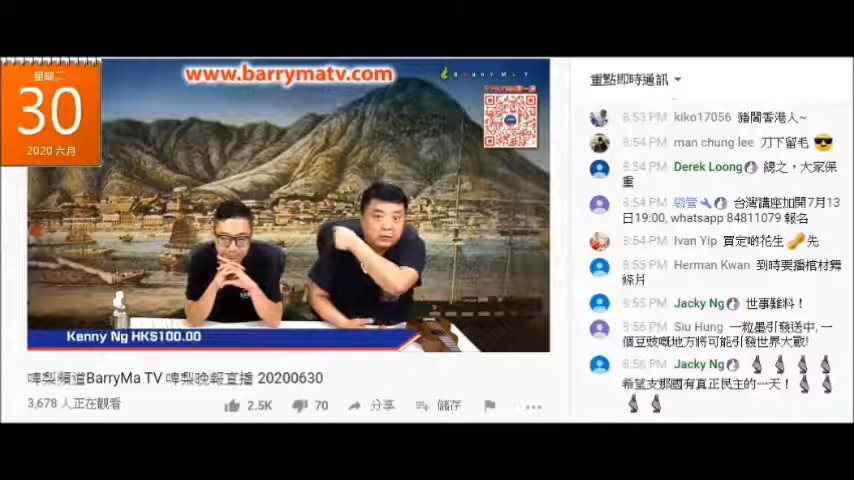 星期二
30
2020 六月
www.barrymatv.com
Kenny Ng HK$100.00
啤梨頻道BarryMa TV 啤梨晚報直播 20200630
3,678 人正在觀看
2.5K
70
分享
儲存
重點即時通訊
8:53 PM kiko17056 豬閪香港人~
8:54 PM man chung lee 刀下留毛
8:54 PM Derek Loong 總之，大家保
重
8:54 PM 台灣講座加開7月13
日19:00, whatsapp 84811079 報名
8:54 PM Ivan Yip 買定啲花生 先
8:55 PM Herman Kwan 到時要播棺材舞
條片
8:55 PM Jacky Ng 世事難料！
8:56 PM Siu Hung 一粒墨引發送中, 一
個豆豉嘅地方將可能引發世界大戰!
8:56 PM Jacky Ng
希望支那國有真正民主的一天！